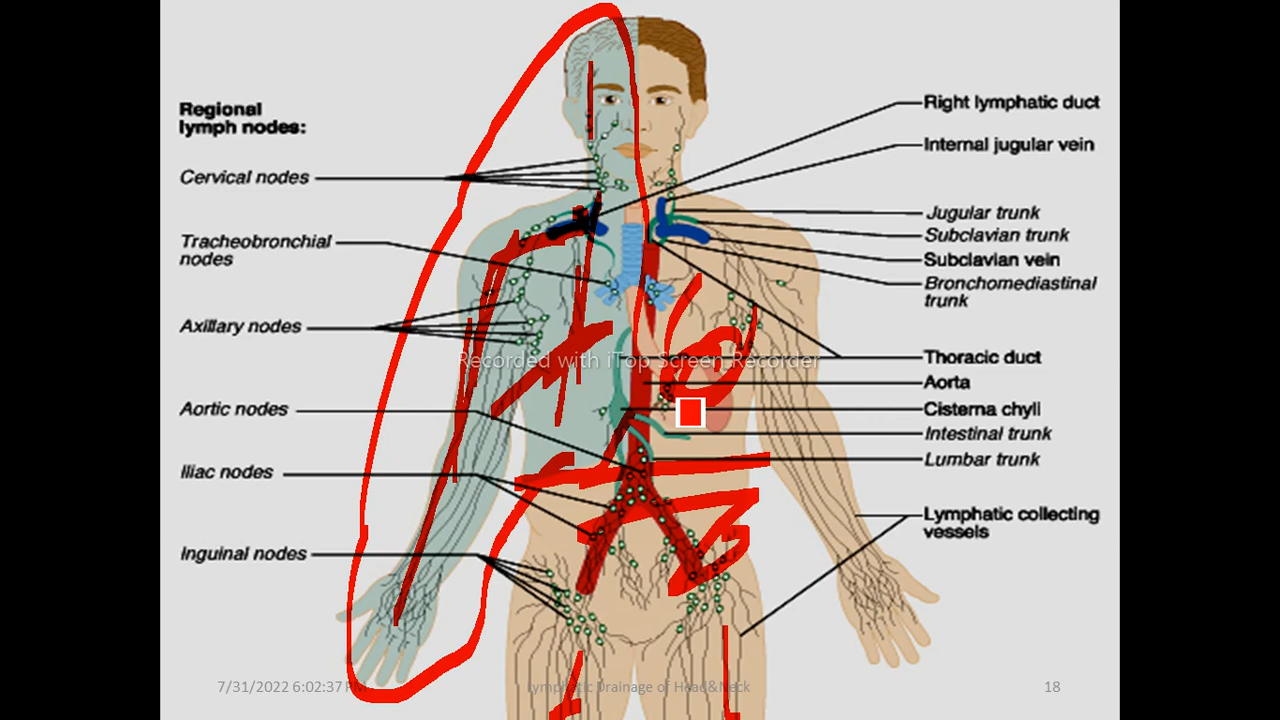 Regional
lymph nodes:
Cervical nodes
Tracheobronchial
nodes
Axillary nodes
Aortic nodes
Iliac nodes
Inguinal nodes
Right lymphatic duct
Internal jugular vein
Jugular trunk
Subclavian trunk
Subclavian vein
Bronchomediastinal
trunk
Thoracic duct
Aorta
Cisterna chyli
Intestinal trunk
Lumbar trunk
Lymphatic collecting
vessels
Recorded with iTop Screen Recorder
7/31/2022 6:02:37 PM
Lymphatic Drainage of Head&Neck
18